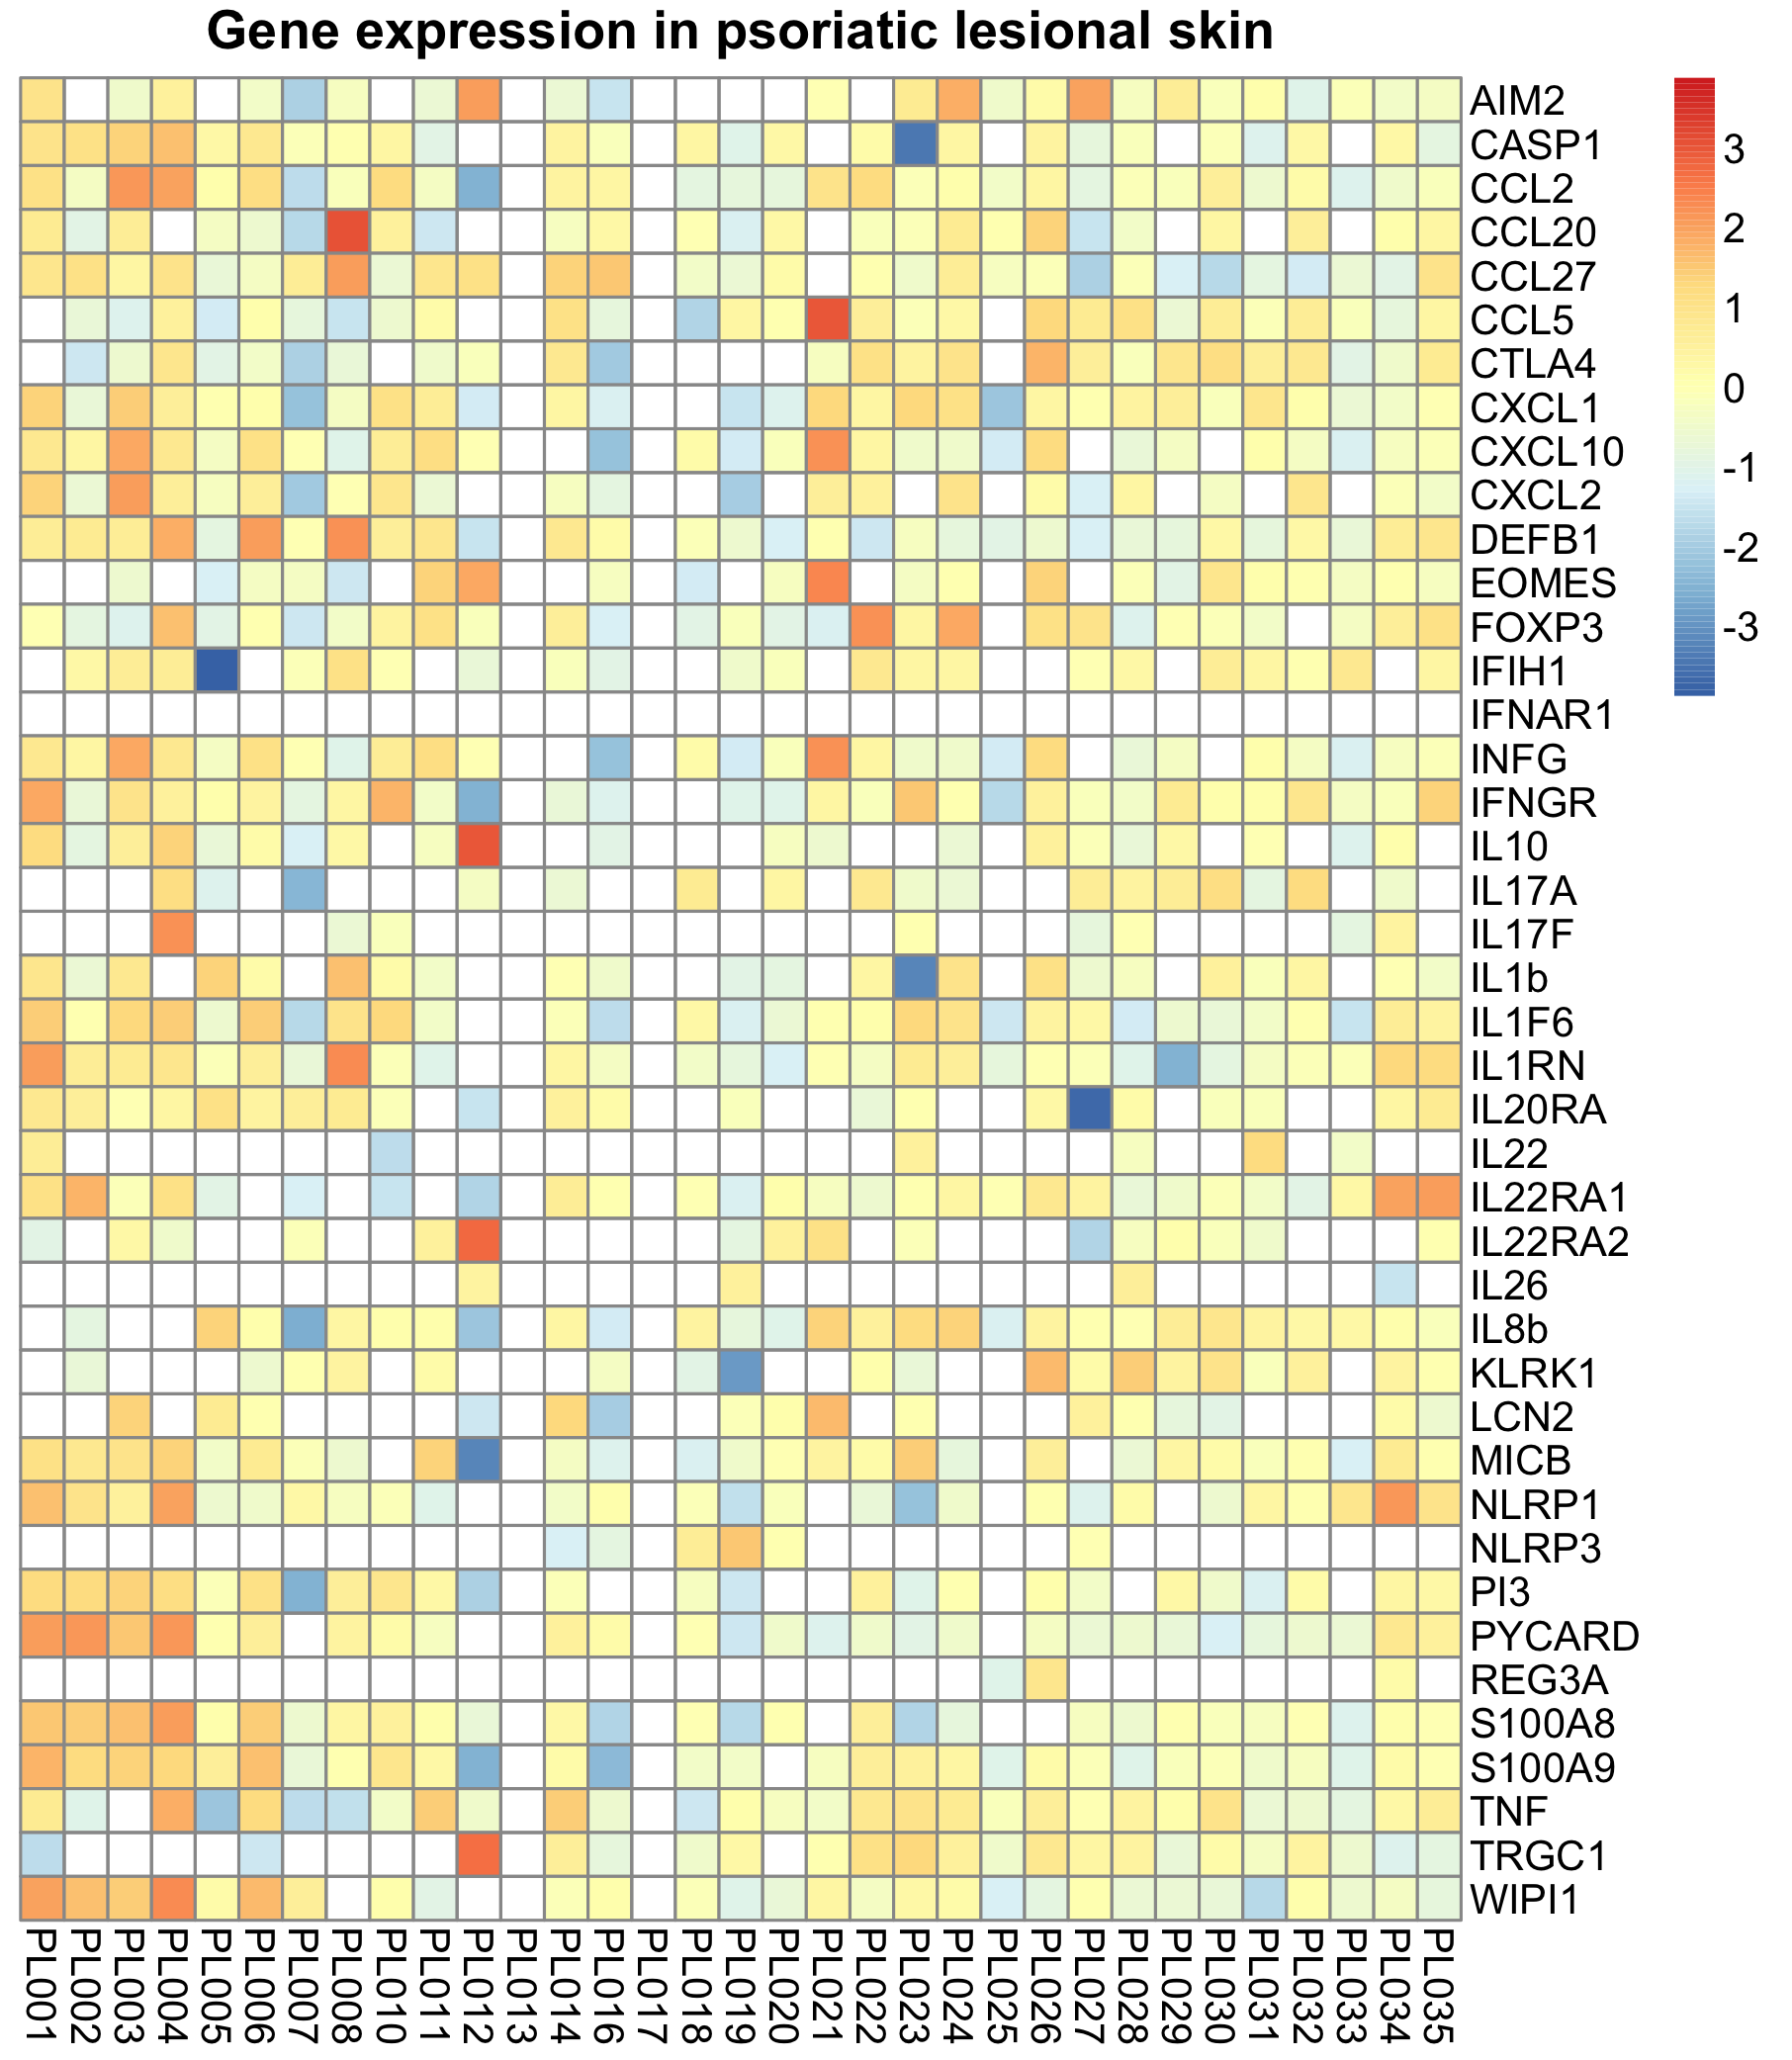 Gene expression in psoriatic lesional skin
AIM2
CASP1
CCL2
CCL20
CCL27
CCL5
CTLA4
CXCL1
CXCL10
CXCL2
DEFB1
EOMES
FOXP3
IFIH1
IFNAR1
INFG
IFNGR
IL10
IL17A
IL17F
IL1b
IL1F6
IL1RN
IL20RA
IL22
IL22RA1
IL22RA2
IL26
IL8b
KLRK1
LCN2
MICB
NLRP1
NLRP3
PI3
PYCARD
REG3A
S100A8
S100A9
TNF
TRGC1
WIPI1
3
2
1
0
-1
-2
-3
PL001
PL002
PL003
PL004
PL005
PL006
PL007
PL008
PL010
PL011
PL012
PL013
PL014
PL016
PL017
PL018
PL019
PL020
PL021
PL022
PL023
PL024
PL025
PL026
PL027
PL028
PL029
PL030
PL031
PL032
PL033
PL034
PL035